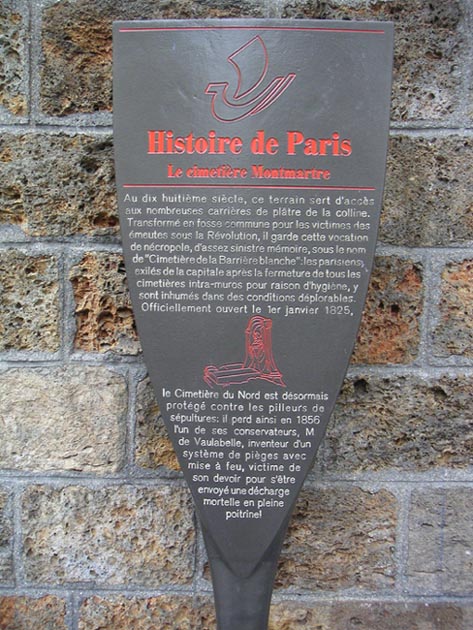 Histoire de Paris
Le cimetière Montmartre
Au dix huitième siècle, ce terrain sert d'accès
aux nombreuses carrières de plâtre de la colline.
Transformé en fosse commune pour les victimes des
émeutes sous la Révolution, il garde cette vocation
de nécropole, d'assez sinistre mémoire, sous le nom
de "Cimetière de la Barrière blanche": les parisiens,
exilés de la capitale après la fermeture de tous les
cimetières intra-muros pour raison d'hygiène, y
sont inhumés dans des conditions déplorables.
Officiellement ouvert le 1er janvier 1825,
le Cimetière du Nord est désormais
protégé contre les pilleurs de
sépultures: il perd ainsi en 1856
l'un de ses conservateurs, M
de Vaulabelle, inventeur d'un
système de pièges avec
mise à feu, victime de
son devoir pour s'être
envoyé une décharge
mortelle en pleine
poitrine!